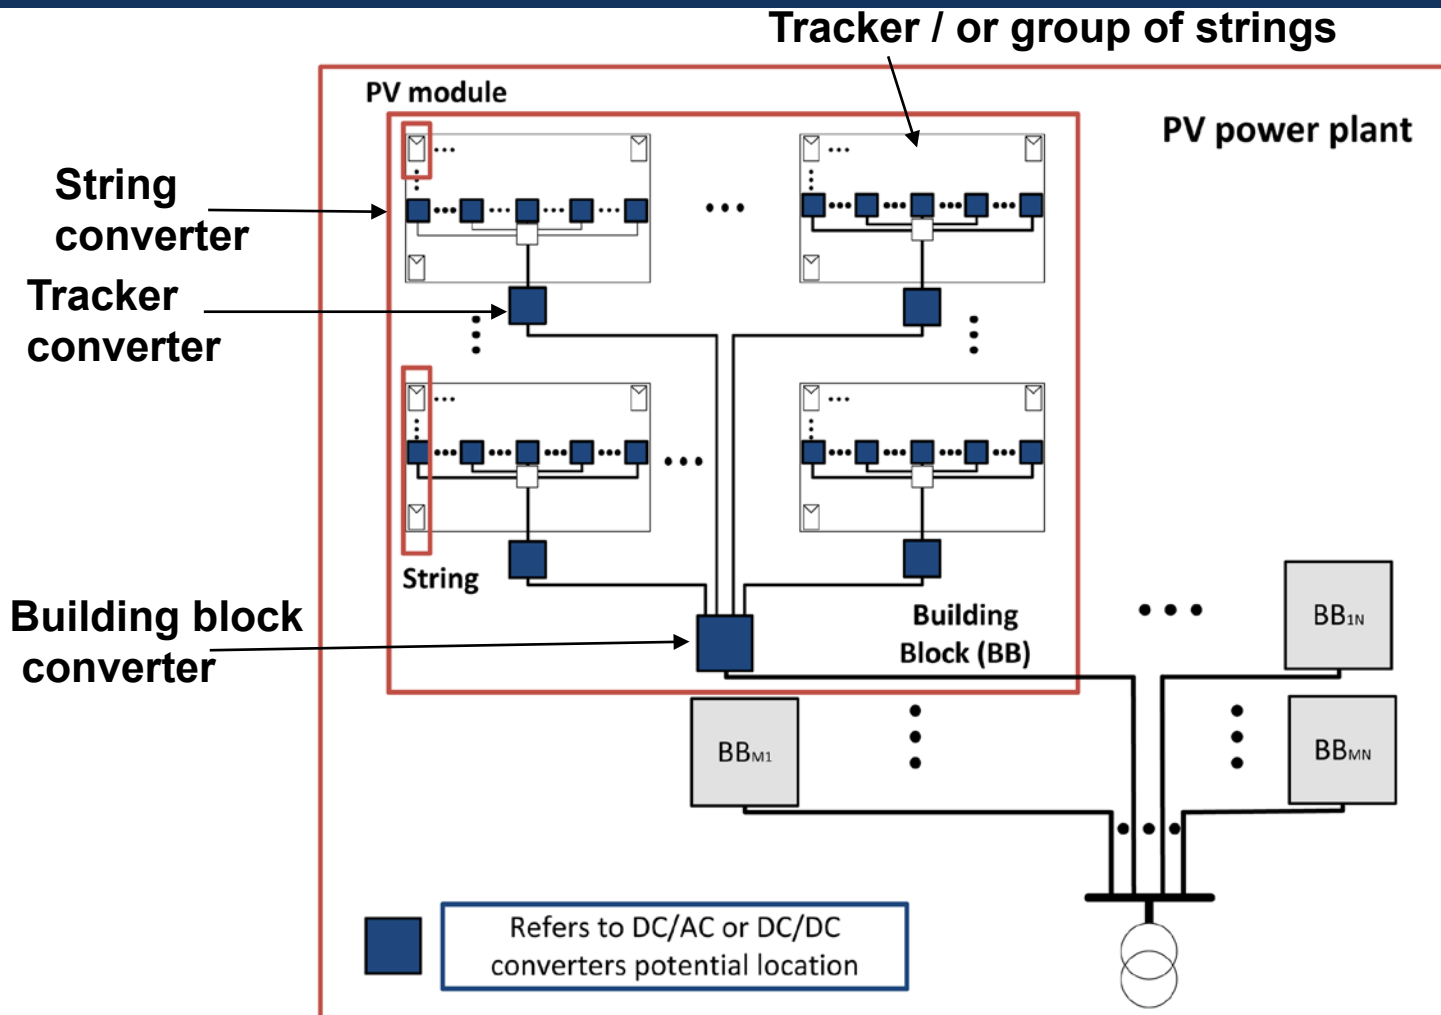 Tracker / or group of strings
PV module
PV power plant
String
converter
Tracker
converter
String
Building block
converter
Building
Block (BB)
BB1N
BBM1
BBMN
Refers to DC/AC or DC/DC
converters potential location